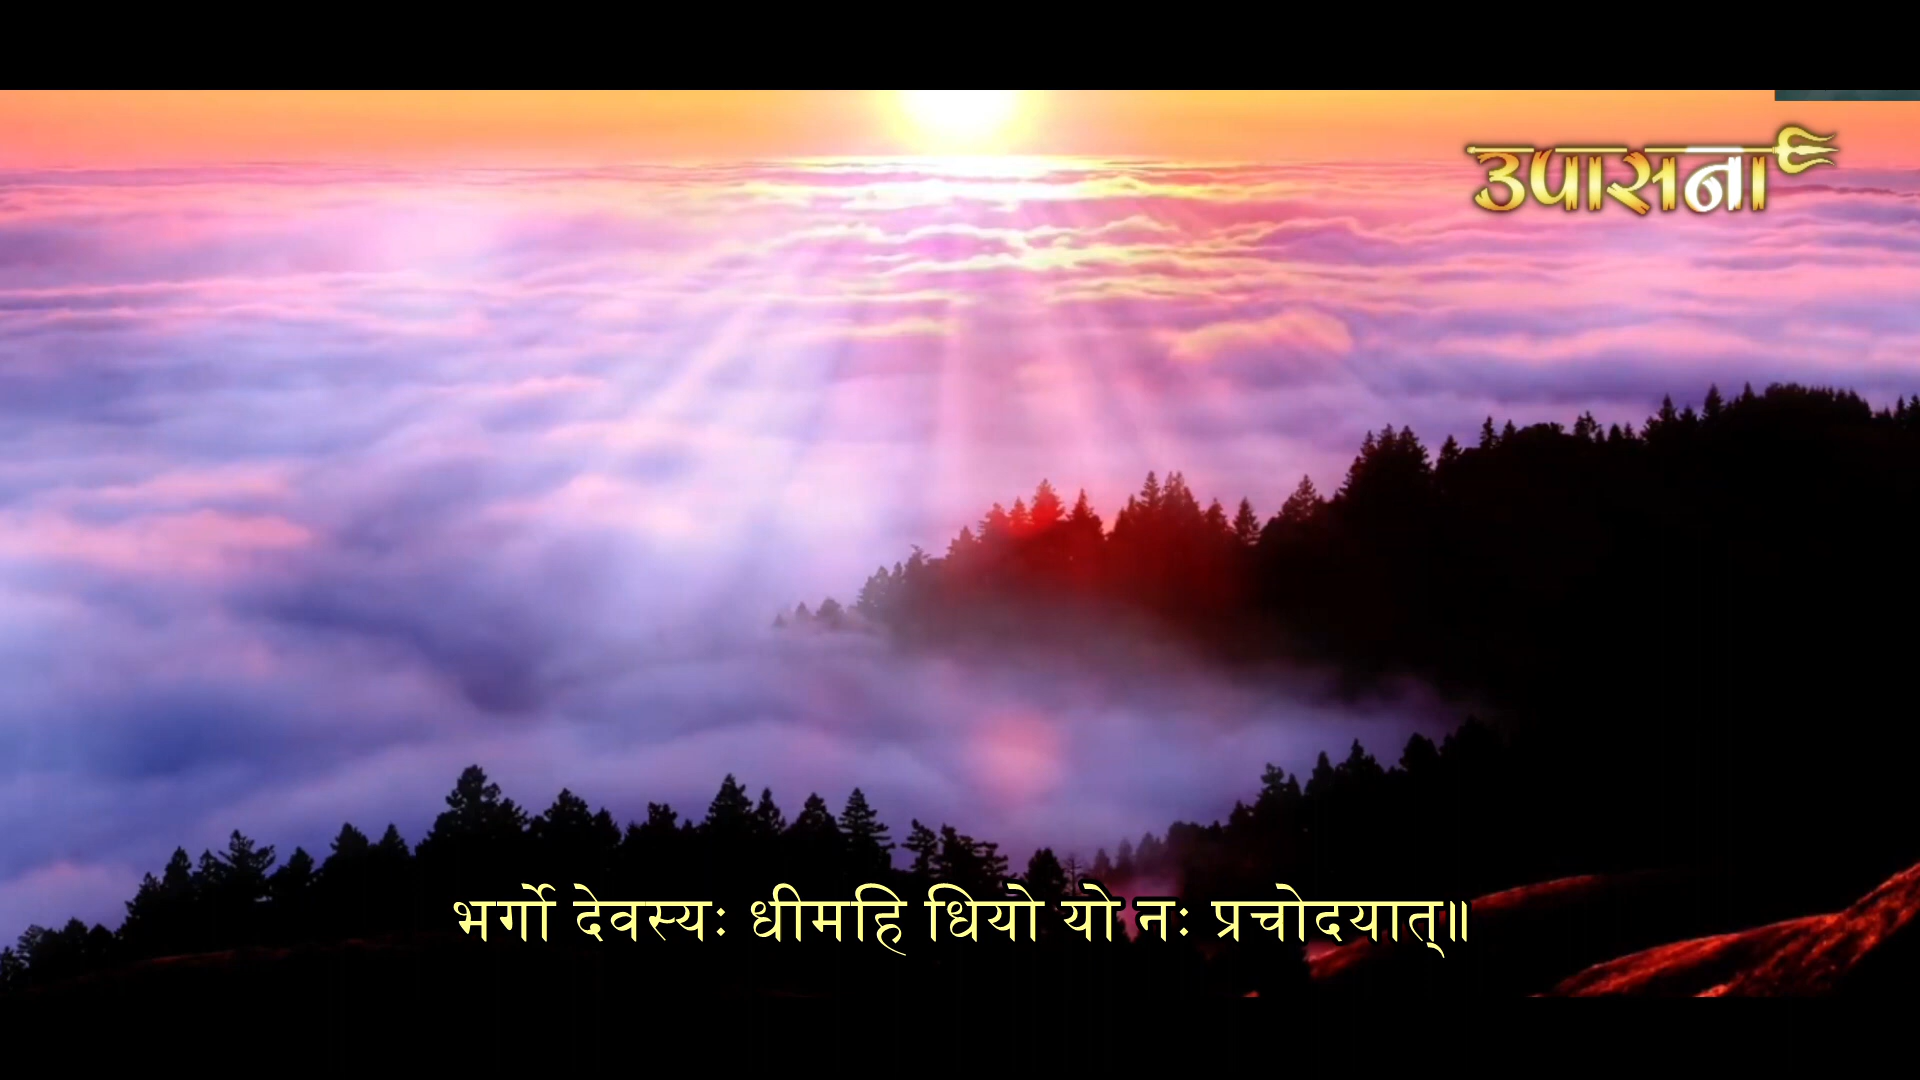 उपासना
भर्गो देवस्यः धीमहि धियो यो नः प्रचोदयात्॥